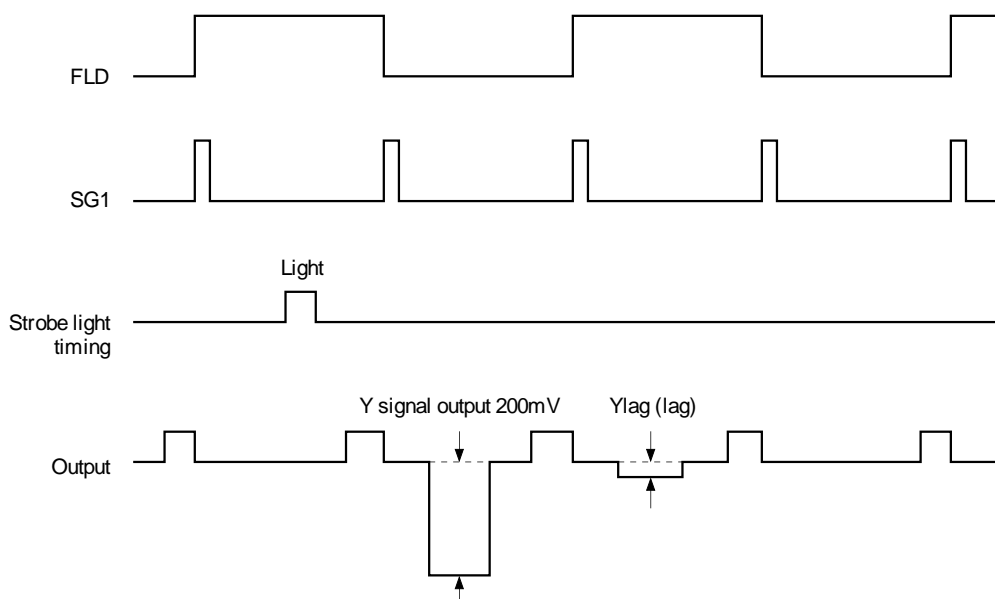 FLD
SG1
Light
Strobe light
timing
Y signal output 200mV
Ylag (lag)
Output